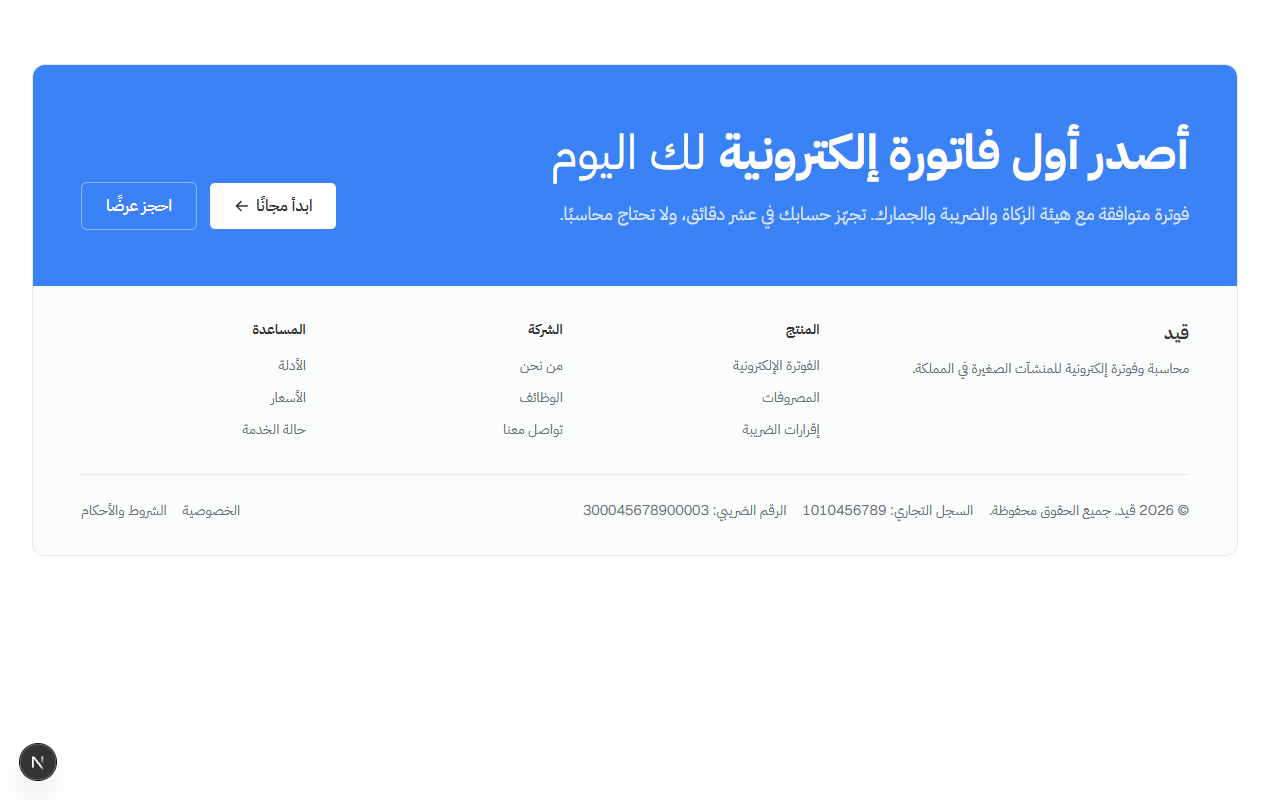 أصدر أول فاتورة إلكترونية لك اليوم
فوترة متوافقة مع هيئة الزكاة والضريبة والجمارك. تجهّز حسابك في عشر دقائق، ولا تحتاج محاسبًا.
ابدأ مجانًا ←
احجز عرضًا
قيد
محاسبة وفوترة إلكترونية للمنشآت الصغيرة في المملكة.
المنتج
الفوترة الإلكترونية
المصروفات
إقرارات الضريبة
الشركة
من نحن
الوظائف
تواصل معنا
المساعدة
الأدلة
الأسعار
حالة الخدمة
© 2026 قيد. جميع الحقوق محفوظة. السجل التجاري: 1010456789 الرقم الضريبي: 300045678900003
الخصوصية الشروط والأحكام
N